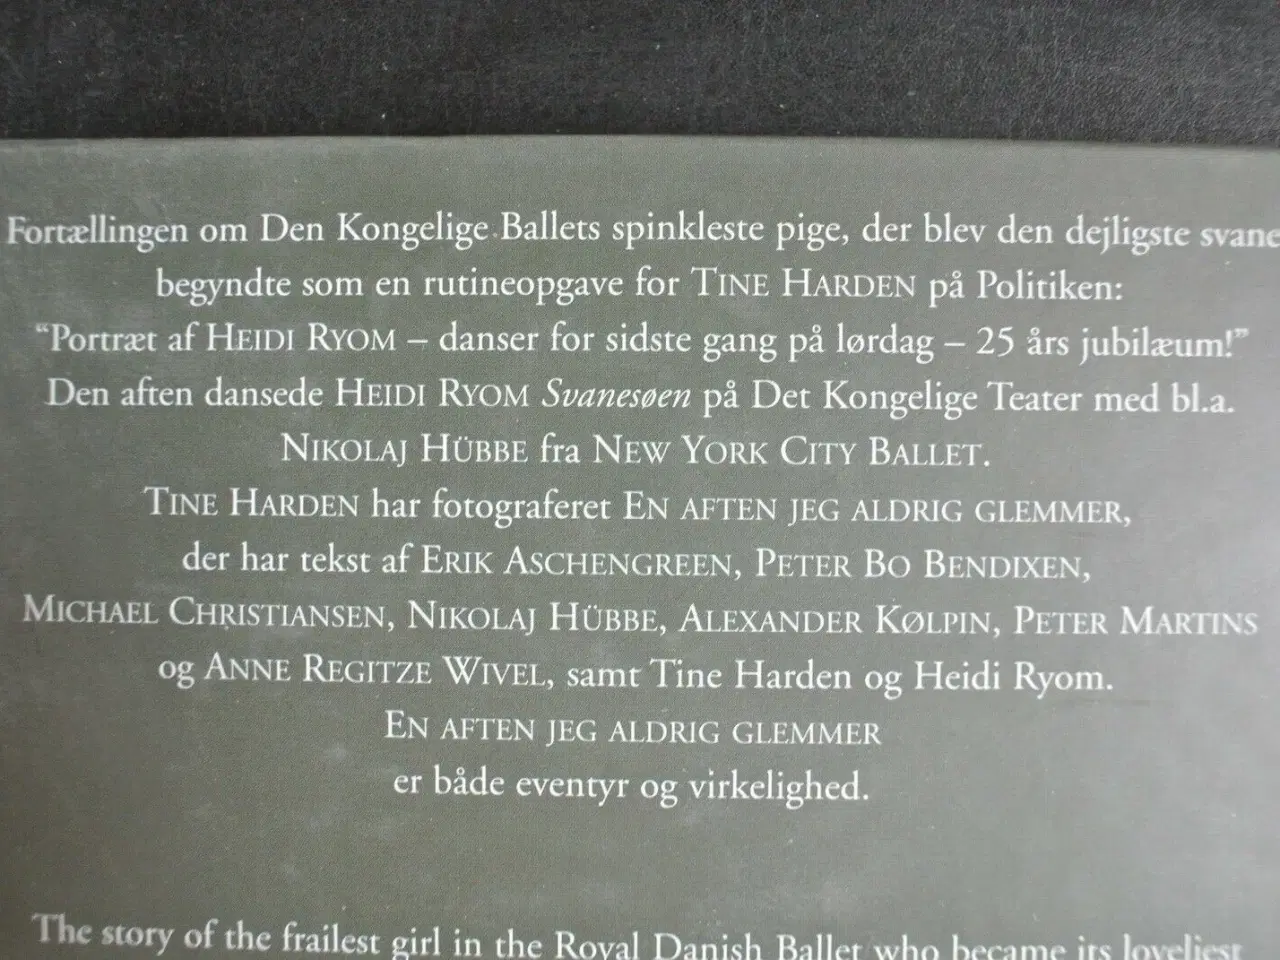 Fortællingen om Den Kongelige Ballets spinkleste pige, der blev den dejligste svane
begyndte som en rutineopgave for TINE HARDEN på Politiken:
“Portræt af HEIDI RYOM – danser for sidste gang på lørdag – 25 års jubilæum!”
Den aften dansede HEIDI RYOM Svanesøen på Det Kongelige Teater med bl.a.
NIKOLAJ HÜBBE fra NEW YORK CITY BALLET.
TINE HARDEN har fotograferet EN AFTEN JEG ALDRIG GLEMMER,
der har tekst af ERIK ASCHENGREEN, PETER BO BENDIXEN,
MICHAEL CHRISTIANSEN, NIKOLAJ HÜBBE, ALEXANDER KØLPIN, PETER MARTINS
og ANNE REGITZE WIVEL, samt Tine Harden og Heidi Ryom.
EN AFTEN JEG ALDRIG GLEMMER
er både eventyr og virkelighed.
The story of the frailest girl in the Royal Danish Ballet who became its loveliest